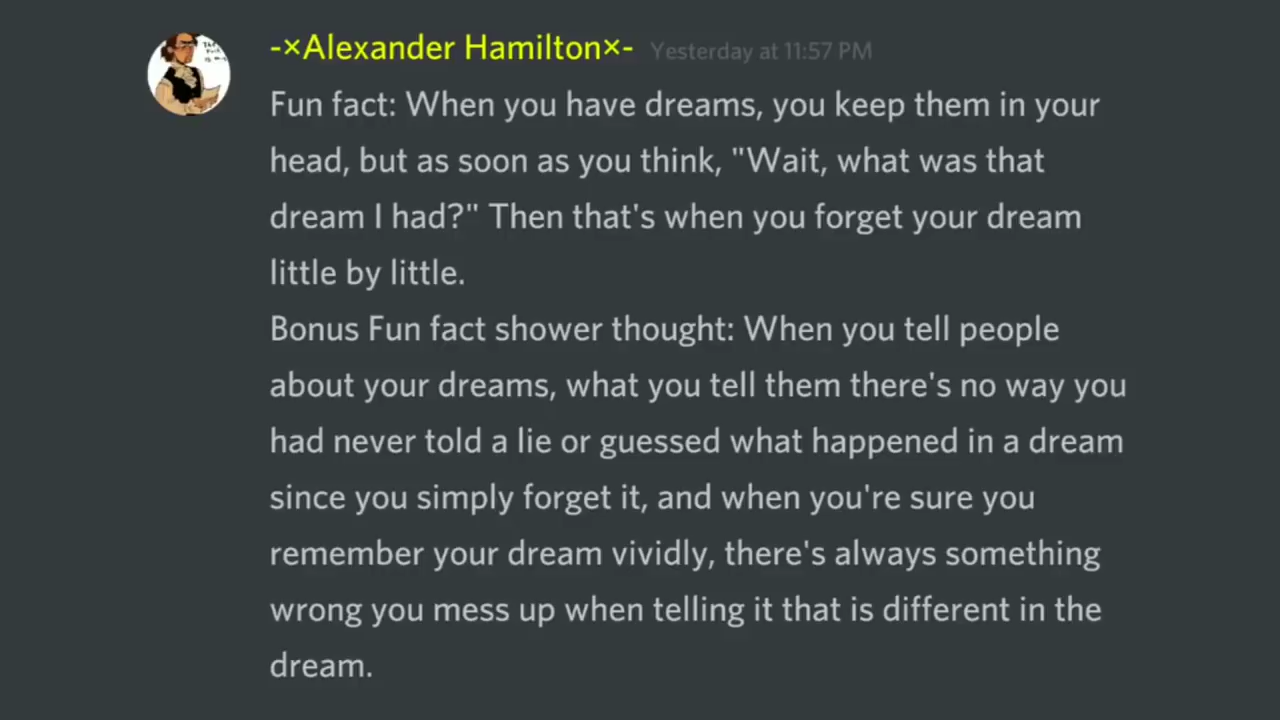 -×Alexander Hamilton×- Yesterday at 11:57 PM
Fun fact: When you have dreams, you keep them in your
head, but as soon as you think, "Wait, what was that
dream I had?" Then that's when you forget your dream
little by little.
Bonus Fun fact shower thought: When you tell people
about your dreams, what you tell them there's no way you
had never told a lie or guessed what happened in a dream
since you simply forget it, and when you're sure you
remember your dream vividly, there's always something
wrong you mess up when telling it that is different in the
dream.